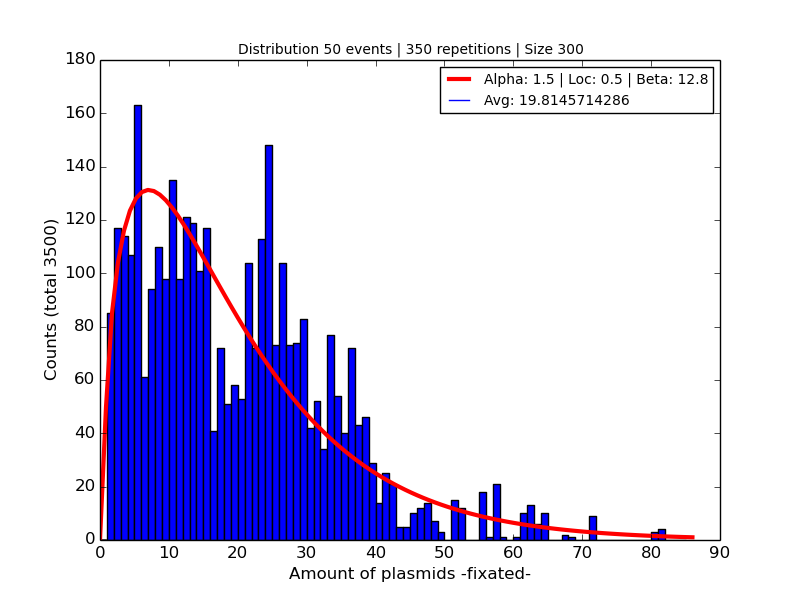 Distribution 50 events | 350 repetitions | Size 300
Alpha: 1.5 | Loc: 0.5 | Beta: 12.8
Avg: 19.8145714286
180
160
140
120
100
80
60
40
20
0
Counts (total 3500)
0 10 20 30 40 50 60 70 80 90
Amount of plasmids -fixated-